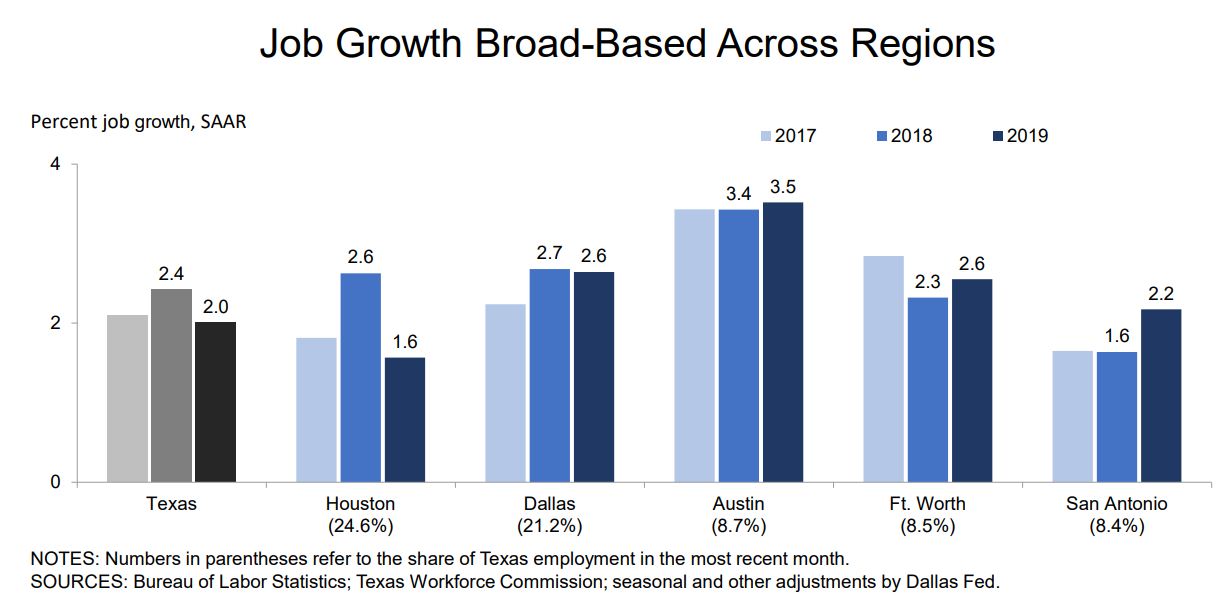 Job Growth Broad-Based Across Regions
Percent job growth, SAAR
2017 2018 2019
4
2
0
2.4
2.0
2.6
1.6
2.7
2.6
3.4
3.5
2.3
2.6
1.6
2.2
Texas Houston Dallas Austin Ft. Worth San Antonio
(24.6%) (21.2%) (8.7%) (8.5%) (8.4%)
NOTES: Numbers in parentheses refer to the share of Texas employment in the most recent month.
SOURCES: Bureau of Labor Statistics; Texas Workforce Commission; seasonal and other adjustments by Dallas Fed.